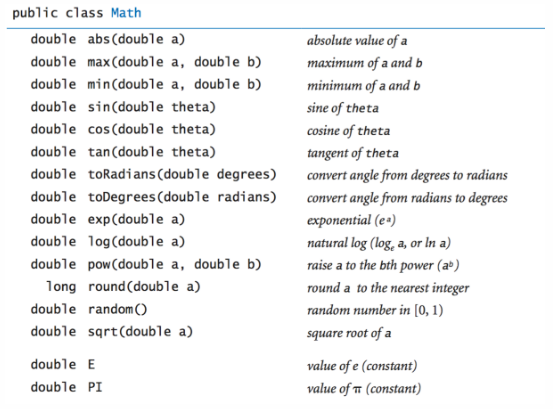 public class Math
double abs(double a) absolute value of a
double max(double a, double b) maximum of a and b
double min(double a, double b) minimum of a and b
double sin(double theta) sine of theta
double cos(double theta) cosine of theta
double tan(double theta) tangent of theta
double toRadians(double degrees) convert angle from degrees to radians
double toDegrees(double radians) convert angle from radians to degrees
double exp(double a) exponential (eᵃ)
double log(double a) natural log (logₑ a, or ln a)
double pow(double a, double b) raise a to the bth power (aᵇ)
long round(double a) round a to the nearest integer
double random() random number in [0, 1)
double sqrt(double a) square root of a
double E value of e (constant)
double PI value of π (constant)